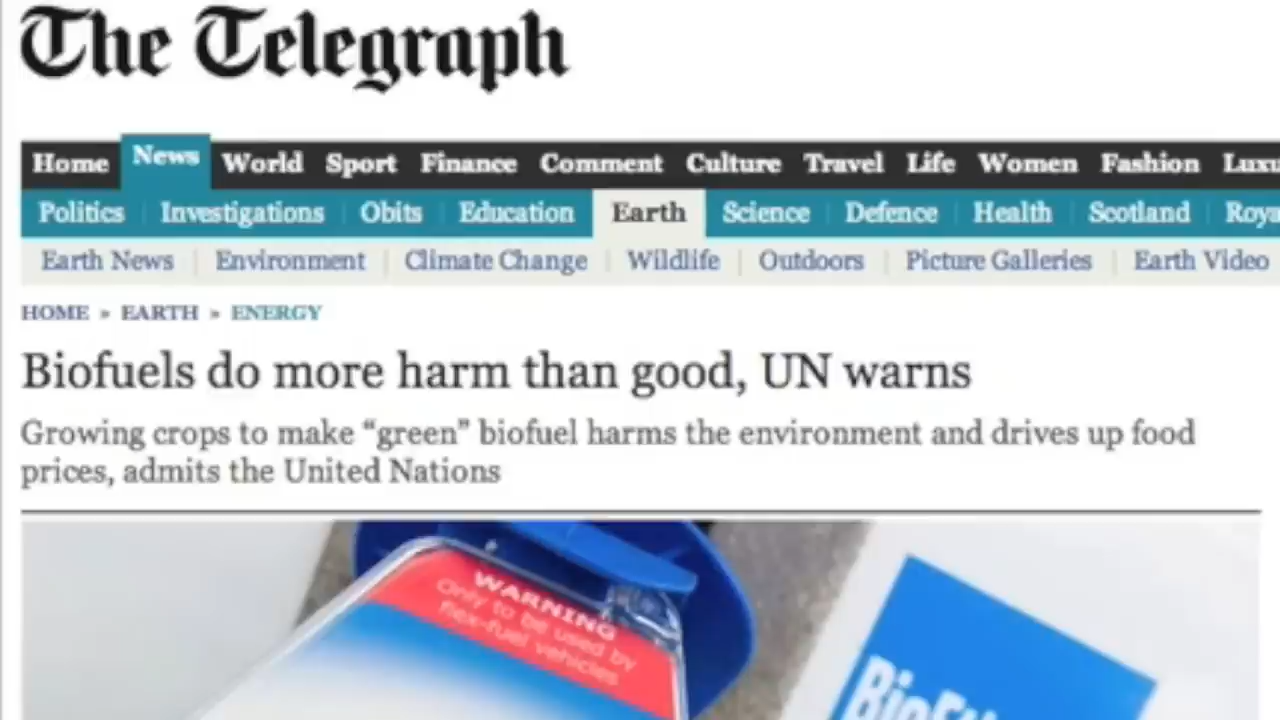 The Telegraph
Home News World Sport Finance Comment Culture Travel Life Women Fashion
Politics Investigations Obits Education Earth Science Defence Health Scotland
Earth News Environment Climate Change Wildlife Outdoors Picture Galleries Earth Video
HOME » EARTH » ENERGY
Biofuels do more harm than good, UN warns
Growing crops to make “green” biofuel harms the environment and drives up food
prices, admits the United Nations
WARNING
Only to be used by
flex-fuel vehicles